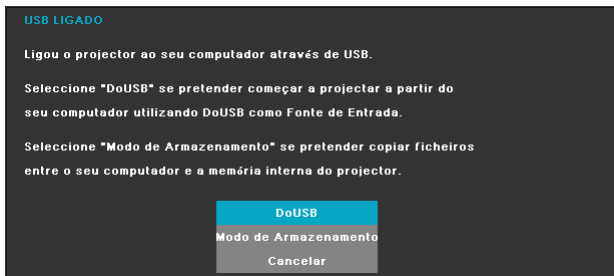 USB LIGADO
Ligou o projector ao seu computador através de USB.
Seleccione "DoUSB" se pretender começar a projectar a partir do
seu computador utilizando DoUSB como Fonte de Entrada.
Seleccione "Modo de Armazenamento" se pretender copiar ficheiros
entre o seu computador e a memória interna do projector.
DoUSB
Modo de Armazenamento
Cancelar